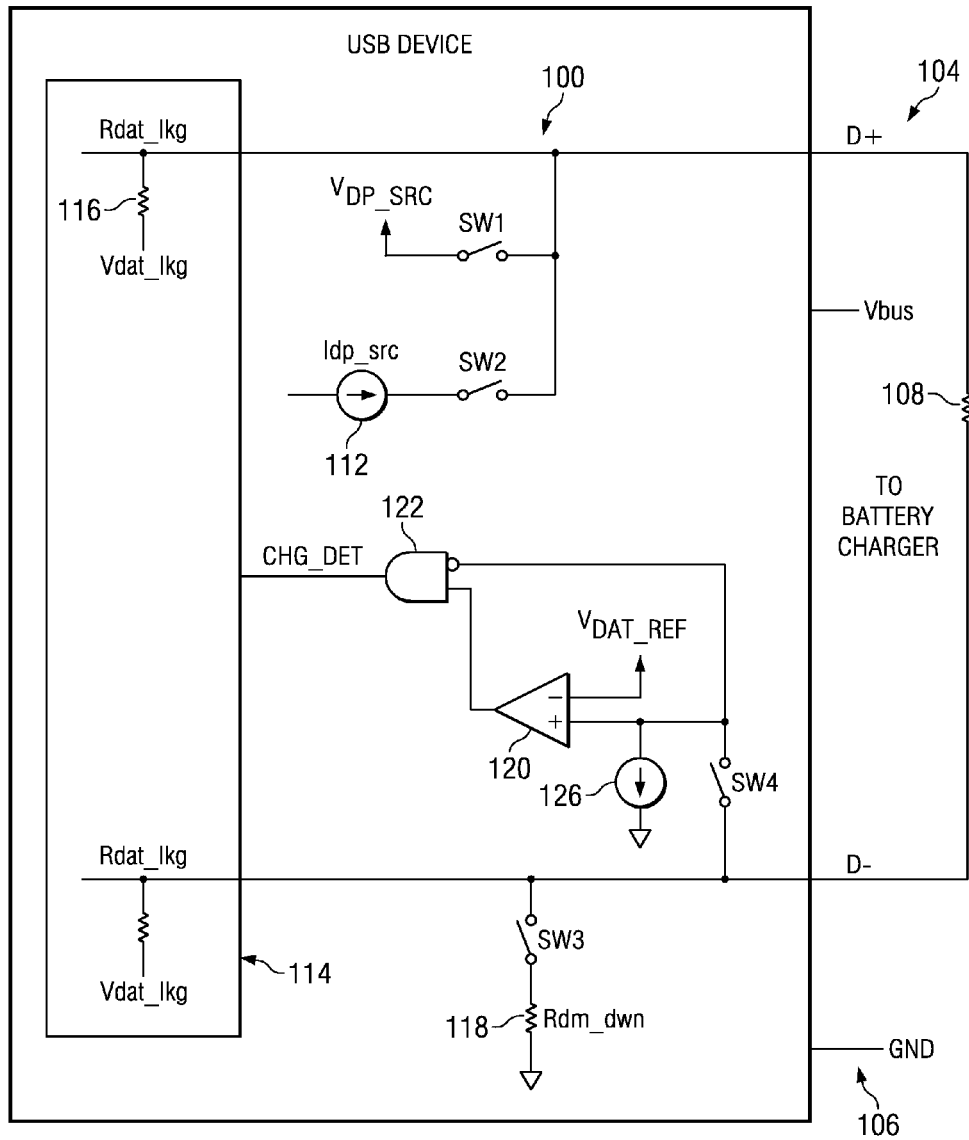 USB DEVICE
100
104
Rdat_lkg
D+
116
VDP_SRC
SW1
Vdat_lkg
Vbus
Idp_src
SW2
108
112
TO
BATTERY
CHARGER
122
CHG_DET
VDAT_REF
−
+
120
126
SW4
Rdat_lkg
D-
SW3
Vdat_lkg
114
118
Rdm_dwn
GND
106